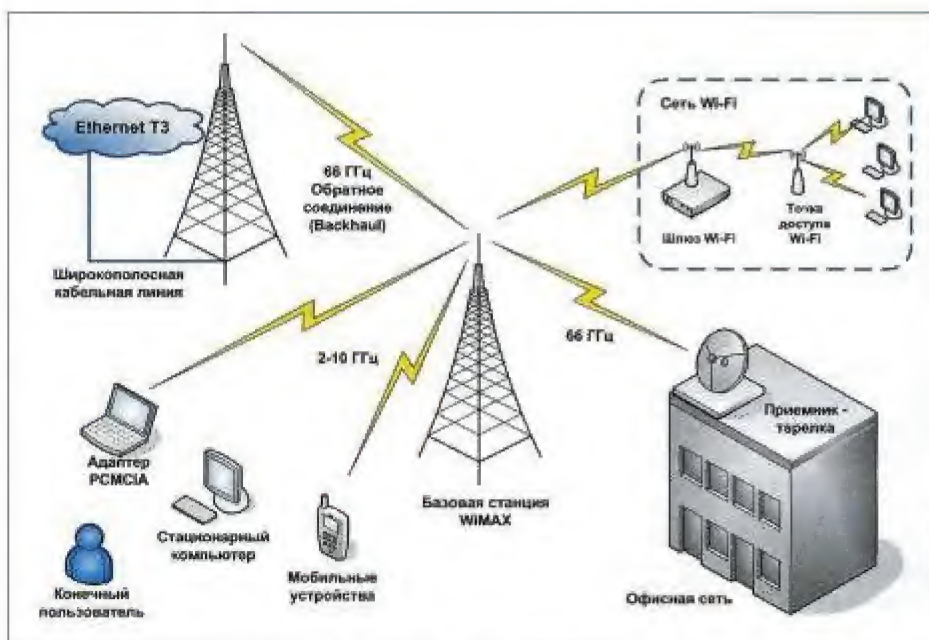 Ethernet T3
66 ГГц
Обратное
соединение
(Backhaul)
Широкополосная
кабельная линия
Сеть Wi-Fi
Шлюз Wi-Fi
Точка
доступа
Wi-Fi
2-10 ГГц
66 ГГц
Приемник -
тарелка
Адаптер
PCMCIA
Стационарный
компьютер
Базовая станция
WiMAX
Конечный
пользователь
Мобильные
устройства
Офисная сеть